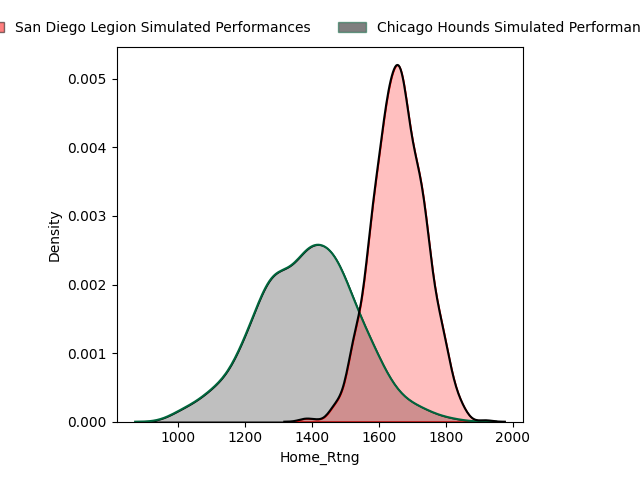 San Diego Legion Simulated Performances
Chicago Hounds Simulated
0.005
0.004
0.003
0.002
0.001
0.000
Density
1000 1200 1400 1600 1800 2000
Home_Rtng